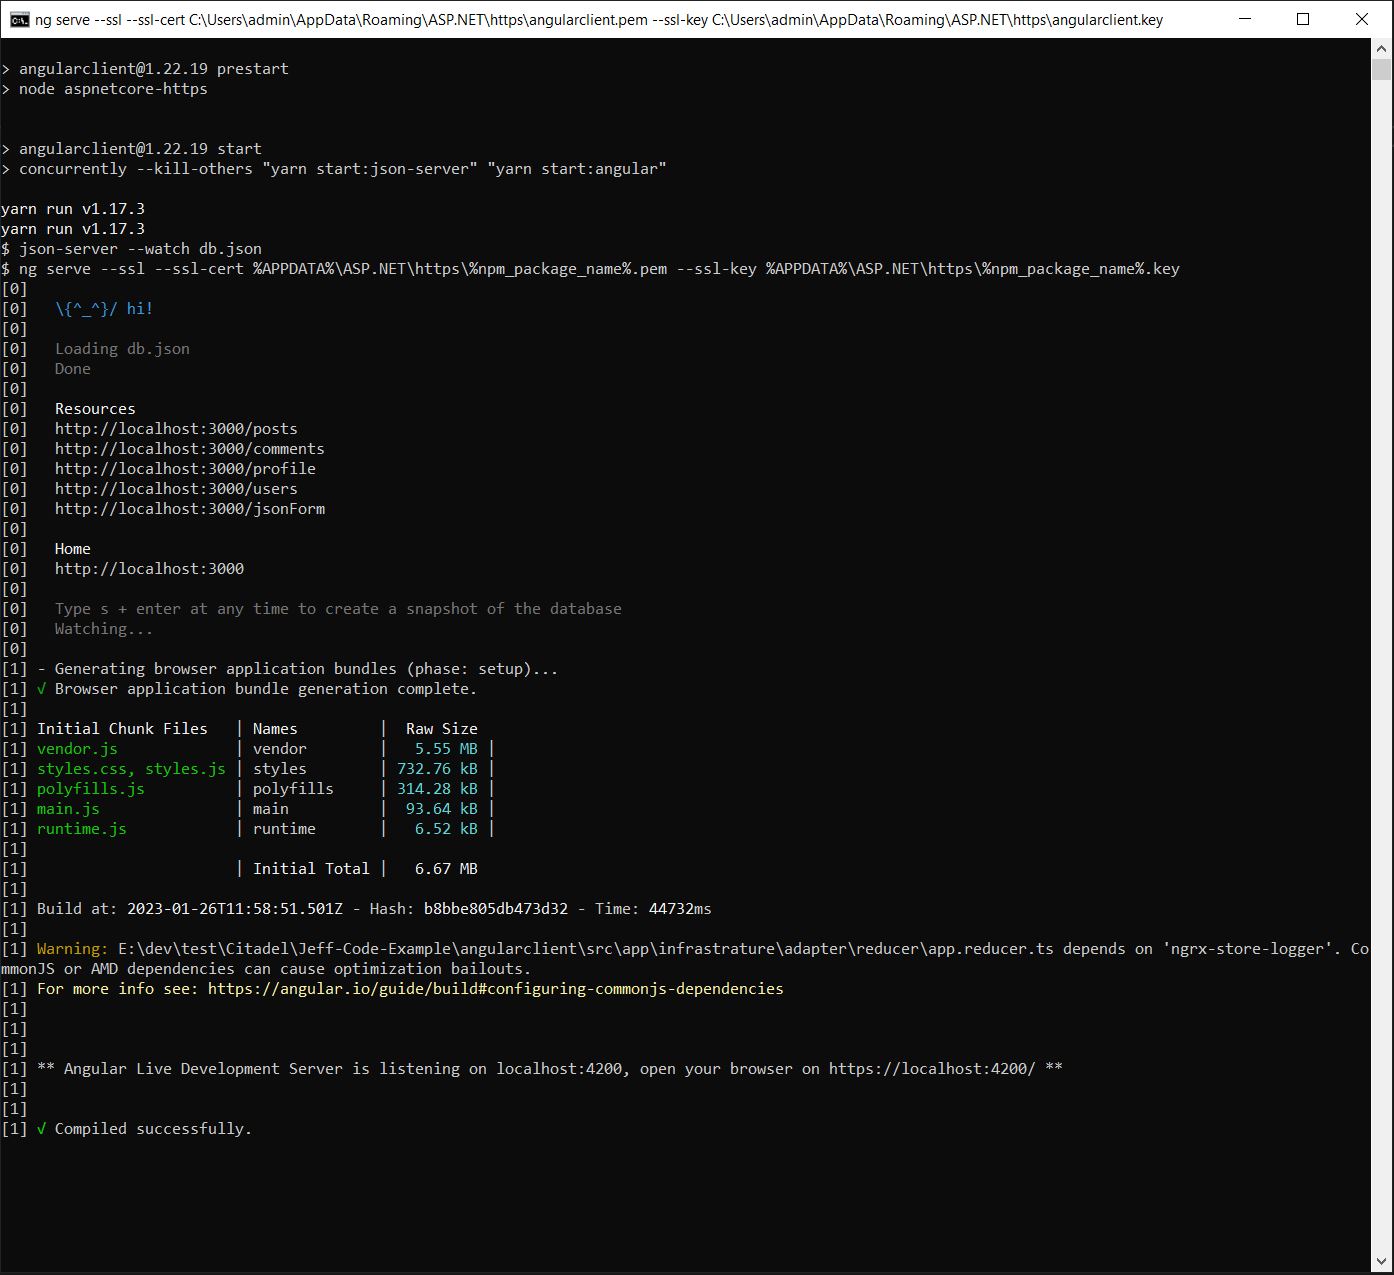 ng serve --ssl --ssl-cert C:\Users\admin\AppData\Roaming\ASP.NET\https\angularclient.pem --ssl-key C:\Users\admin\AppData\Roaming\ASP.NET\https\angularclient.key
> angularclient@1.22.19 prestart
> node aspnetcore-https
> angularclient@1.22.19 start
> concurrently --kill-others "yarn start:json-server" "yarn start:angular"
yarn run v1.17.3
yarn run v1.17.3
$ json-server --watch db.json
$ ng serve --ssl --ssl-cert %APPDATA%\ASP.NET\https\%npm_package_name%.pem --ssl-key %APPDATA%\ASP.NET\https\%npm_package_name%.key
[0]
[0]   \{^_^}/ hi!
[0]
[0]   Loading db.json
[0]   Done
[0]
[0]   Resources
[0]   http://localhost:3000/posts
[0]   http://localhost:3000/comments
[0]   http://localhost:3000/profile
[0]   http://localhost:3000/users
[0]   http://localhost:3000/jsonForm
[0]
[0]   Home
[0]   http://localhost:3000
[0]
[0]   Type s + enter at any time to create a snapshot of the database
[0]   Watching...
[0]
[1] - Generating browser application bundles (phase: setup)...
[1] √ Browser application bundle generation complete.
[1]
[1] Initial Chunk Files   | Names         |  Raw Size
[1] vendor.js             | vendor        |   5.55 MB |
[1] styles.css, styles.js | styles        | 732.76 kB |
[1] polyfills.js          | polyfills     | 314.28 kB |
[1] main.js               | main          |  93.64 kB |
[1] runtime.js            | runtime       |   6.52 kB |
[1]
[1]                       | Initial Total |   6.67 MB
[1]
[1] Build at: 2023-01-26T11:58:51.501Z - Hash: b8bbe805db473d32 - Time: 44732ms
[1]
[1] Warning: E:\dev\test\Citadel\Jeff-Code-Example\angularclient\src\app\infrastrature\adapter\reducer\app.reducer.ts depends on 'ngrx-store-logger'. Co
mmonJS or AMD dependencies can cause optimization bailouts.
[1] For more info see: https://angular.io/guide/build#configuring-commonjs-dependencies
[1]
[1]
[1]
[1] ** Angular Live Development Server is listening on localhost:4200, open your browser on https://localhost:4200/ **
[1]
[1]
[1] √ Compiled successfully.